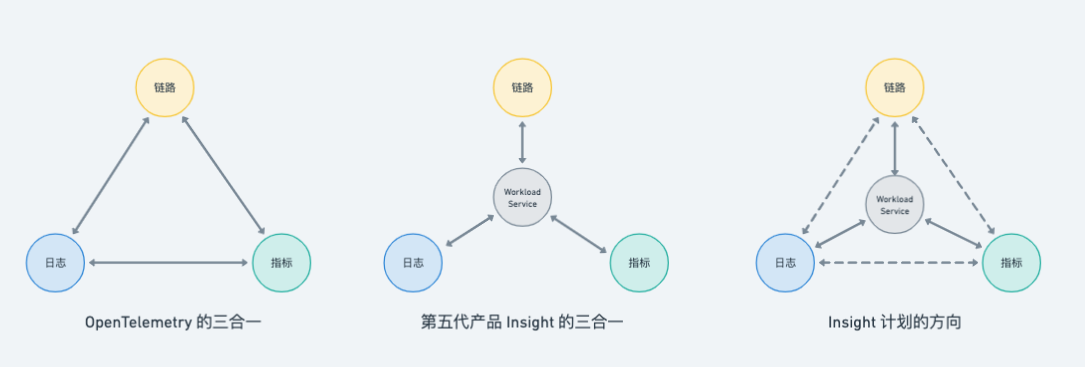 链路
日志
指标
OpenTelemetry 的三合一
链路
Workload
Service
日志
指标
第五代产品 Insight 的三合一
链路
Workload
Service
日志
指标
Insight 计划的方向